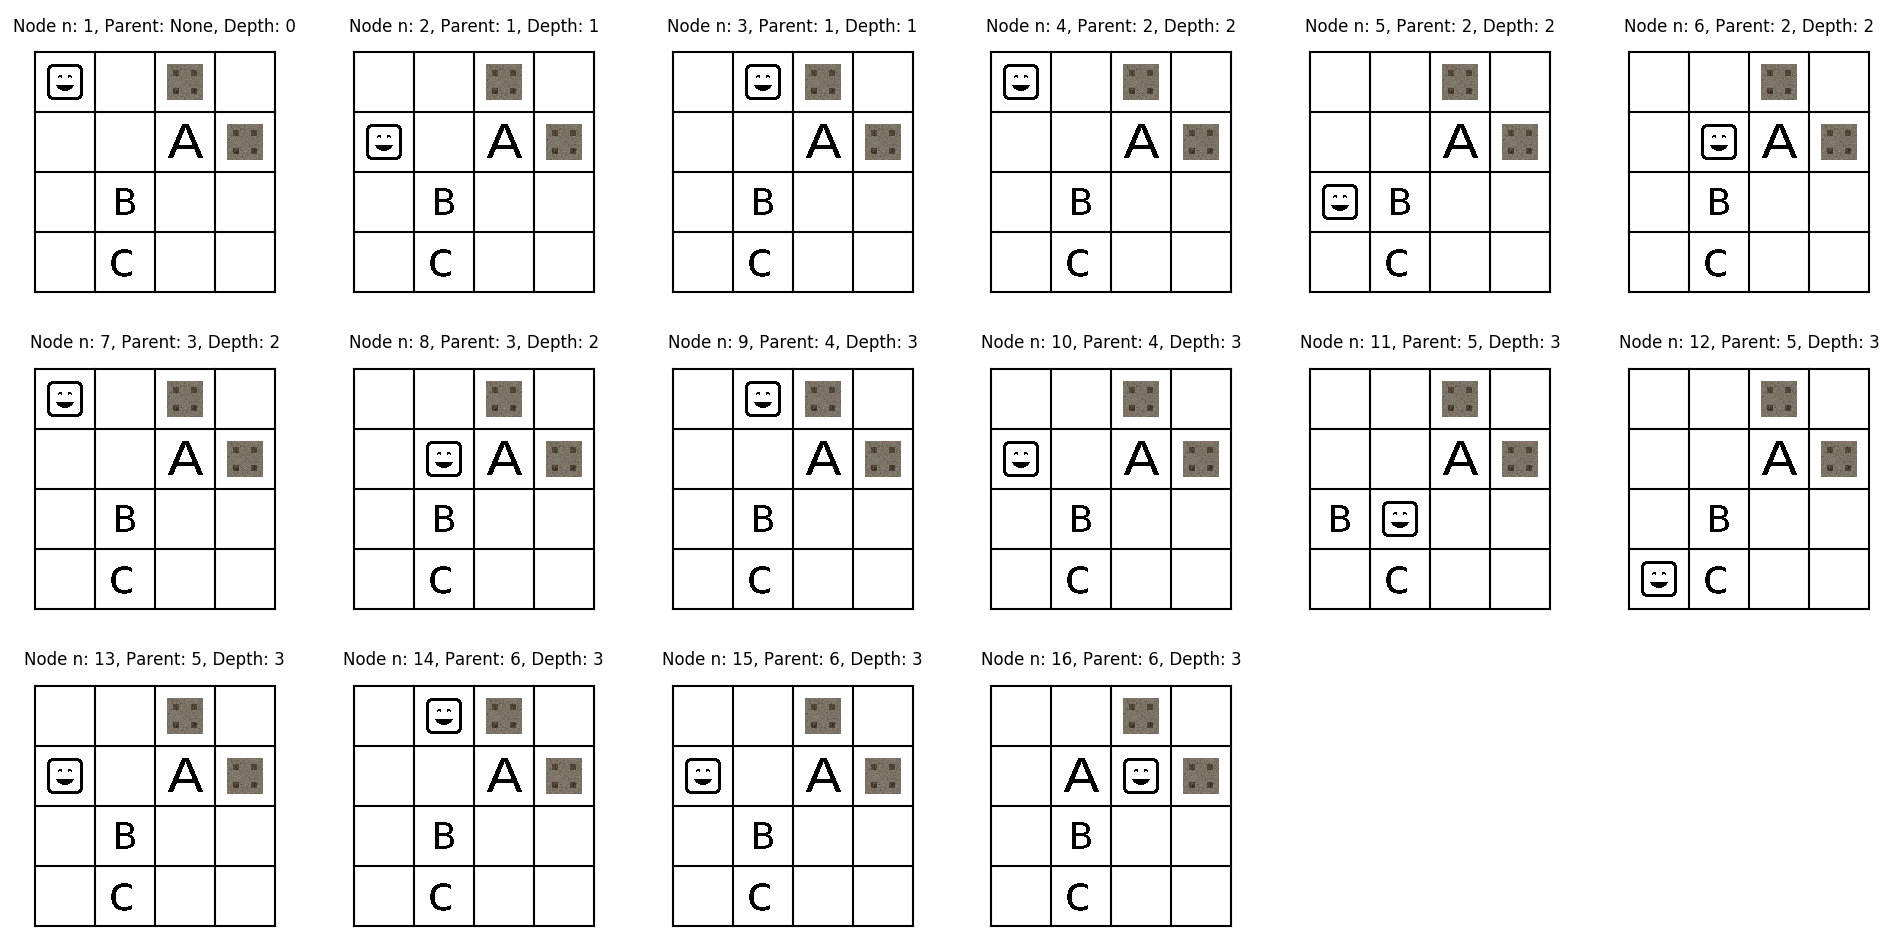 Node n: 1, Parent: None, Depth: 0
A
B
C
Node n: 2, Parent: 1, Depth: 1
A
B
C
Node n: 3, Parent: 1, Depth: 1
A
B
C
Node n: 4, Parent: 2, Depth: 2
A
B
C
Node n: 5, Parent: 2, Depth: 2
A
B
C
Node n: 6, Parent: 2, Depth: 2
A
B
C
Node n: 7, Parent: 3, Depth: 2
A
B
C
Node n: 8, Parent: 3, Depth: 2
A
B
C
Node n: 9, Parent: 4, Depth: 3
A
B
C
Node n: 10, Parent: 4, Depth: 3
A
B
C
Node n: 11, Parent: 5, Depth: 3
A
B
C
Node n: 12, Parent: 5, Depth: 3
A
B
C
Node n: 13, Parent: 5, Depth: 3
A
B
C
Node n: 14, Parent: 6, Depth: 3
A
B
C
Node n: 15, Parent: 6, Depth: 3
A
B
C
Node n: 16, Parent: 6, Depth: 3
A
B
C